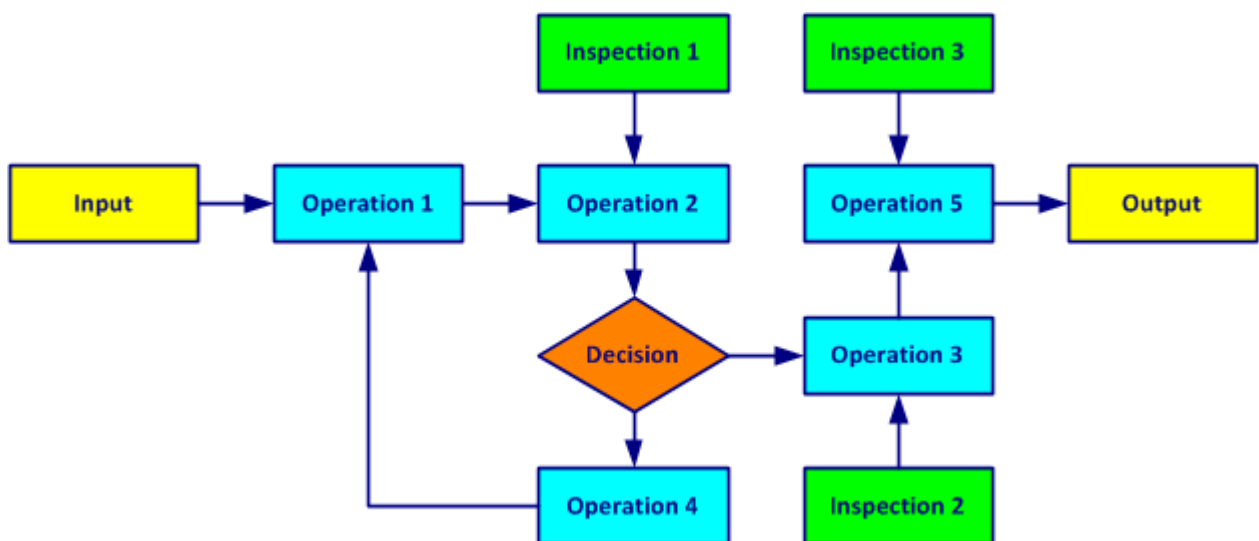 Inspection 1
Inspection 3
Input
Operation 1
Operation 2
Operation 5
Output
Decision
Operation 3
Operation 4
Inspection 2